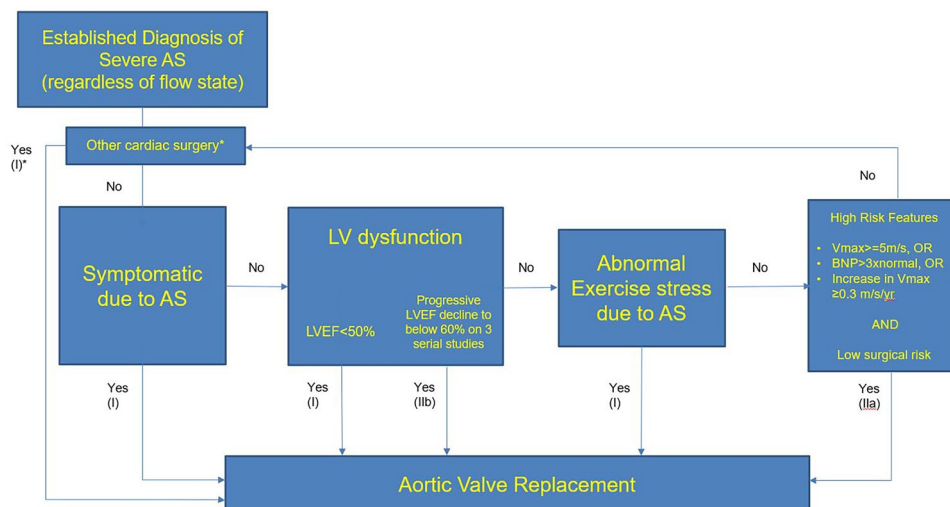 Established Diagnosis of
Severe AS
(regardless of flow state)
Other cardiac surgery*
Yes
(I)*
No
No
Symptomatic
due to AS
No
LV dysfunction
LVEF<50%
Progressive
LVEF decline to
below 60% on 3
serial studies
No
Abnormal
Exercise stress
due to AS
No
High Risk Features
• Vmax>=5m/s, OR
• BNP>3xnormal, OR
• Increase in Vmax
≥0.3 m/s/yr
AND
Low surgical risk
Yes
(I)
Yes
(I)
Yes
(IIb)
Yes
(I)
Yes
(IIa)
Aortic Valve Replacement